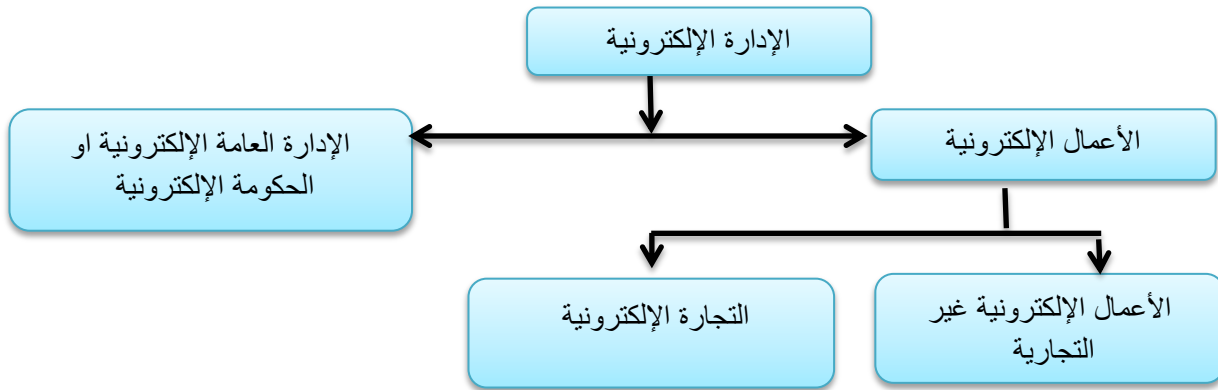 الإدارة الإلكترونية
الأعمال الإلكترونية
الإدارة العامة الإلكترونية او
الحكومة الإلكترونية
الأعمال الإلكترونية غير
التجارية
التجارة الإلكترونية